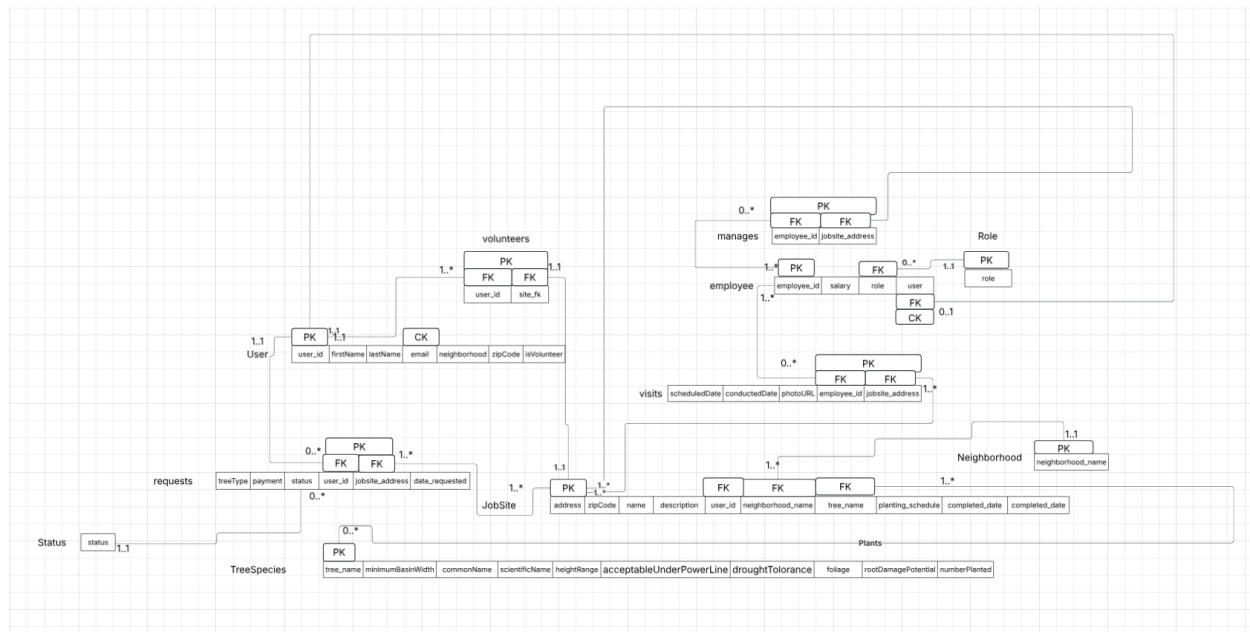 PK
0..*
FK FK
manages employee_id jobsite_address
Role
volunteers
PK
1..* 1..1
FK FK
user_id site_fk
PK
0..* 1..1
role
1..* PK FK
employee employee_id salary role user
1..* FK 0..1
CK
1..1 PK 1..1 1..1 CK
User user_id firstName lastName email neighborhood zipCode isVolunteer
PK
0..*
FK FK
visits scheduledDate conductedDate photoURL employee_id jobsite_address 1..*
PK
0..* 1..*
FK FK
requests treeType payment status user_id jobsite_address date_requested
0..*
1..1
PK
Neighborhood neighborhood_name
1..* 1..1 1..*
1..* PK 1..* 1..* FK FK FK
JobSite address zipCode name description user_id neighborhood_name tree_name planting_schedule completed_date completed_date
Status status 1..1
0..* Plants
PK
TreeSpecies tree_name minimumBasinWidth commonName scientificName heightRange acceptableUnderPowerLine droughtTolorance foliage rootDamagePotential numberPlanted